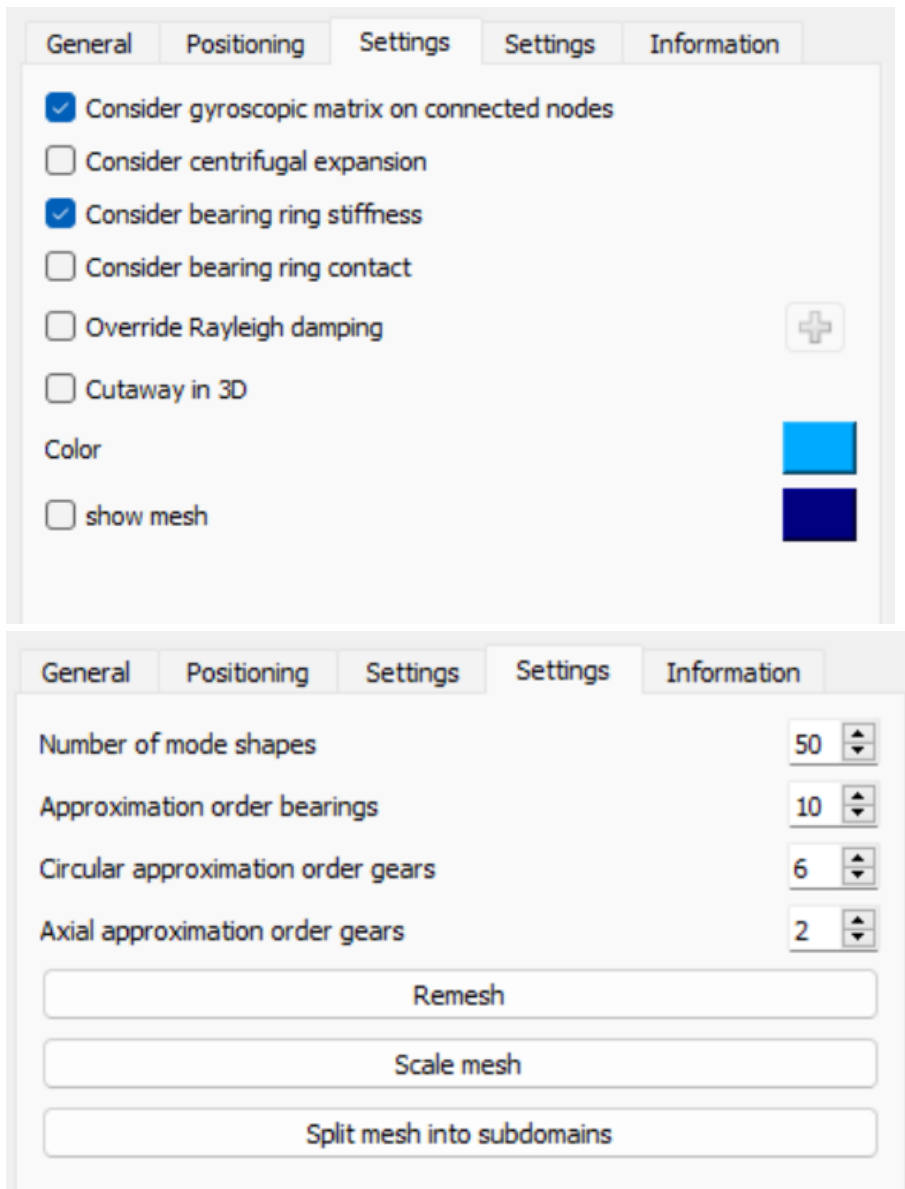 General Positioning Settings Settings Information
Consider gyroscopic matrix on connected nodes
Consider centrifugal expansion
Consider bearing ring stiffness
Consider bearing ring contact
Override Rayleigh damping
Cutaway in 3D
Color
show mesh
General Positioning Settings Settings Information
Number of mode shapes 50
Approximation order bearings 10
Circular approximation order gears 6
Axial approximation order gears 2
Remesh
Scale mesh
Split mesh into subdomains